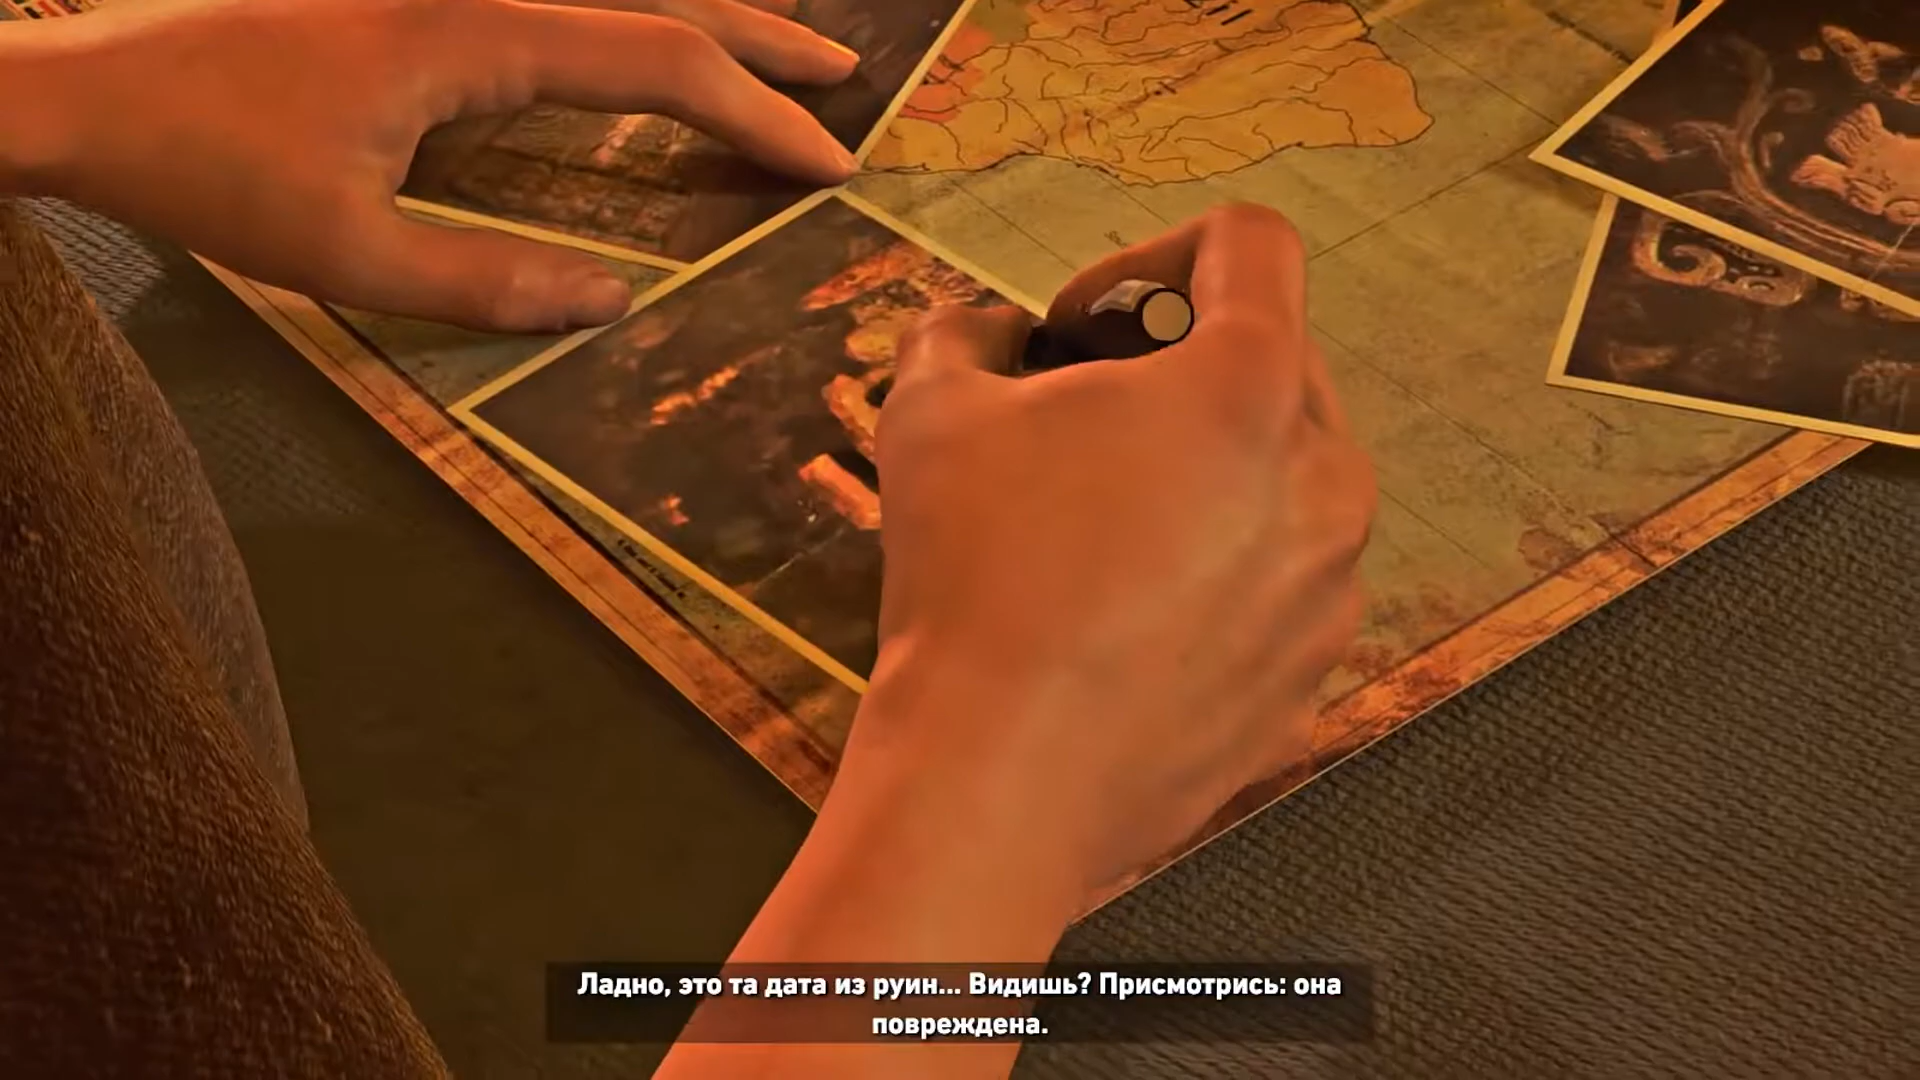 Ладно, это та дата из руин... Видишь? Присмотрись: она
повреждена.